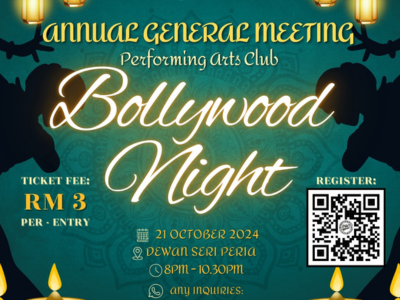 ANNUAL GENERAL MEETING
Performing Arts Club
Bollywood
Night
TICKET FEE:
RM 3
PER - ENTRY
REGISTER:
21 OCTOBER 2024
DEWAN SERI PERIA
8PM - 10.30PM
ANY INQUIRIES: